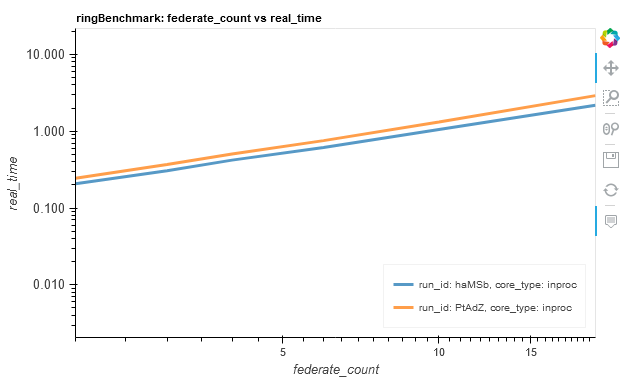 ringBenchmark: federate_count vs real_time
10.000
1.000
0.100
0.010
real_time
5
10
15
federate_count
run_id: haMSb, core_type: inproc
run_id: PtAdZ, core_type: inproc